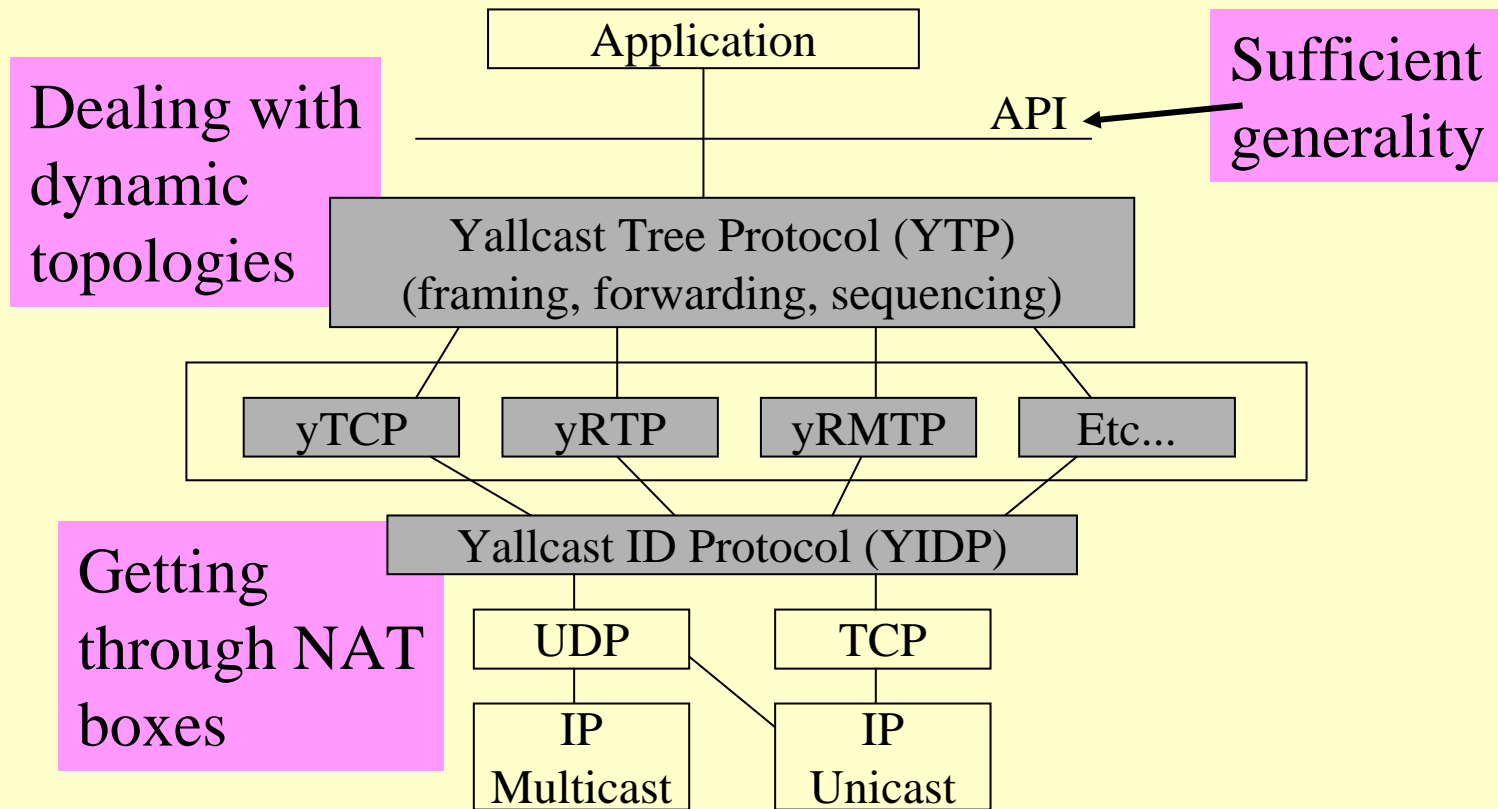 Application
Sufficient
generality
API
Dealing with
dynamic
topologies
Yallcast Tree Protocol (YTP)
(framing, forwarding, sequencing)
yTCP
yRTP
yRMTP
Etc...
Yallcast ID Protocol (YIDP)
Getting
through NAT
boxes
UDP
TCP
IP
Multicast
IP
Unicast